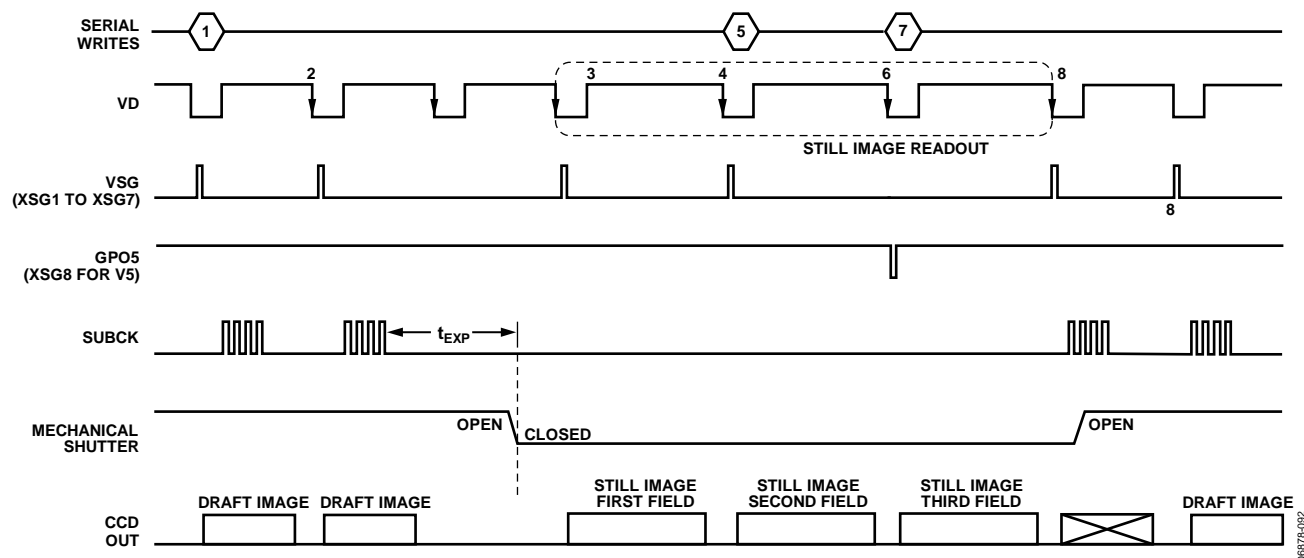 SERIAL
WRITES
1
5
7
VD
2
3
4
6
8
STILL IMAGE READOUT
VSG
(XSG1 TO XSG7)
8
GPO5
(XSG8 FOR V5)
SUBCK
tEXP
MECHANICAL
SHUTTER
OPEN
CLOSED
OPEN
CCD
OUT
DRAFT IMAGE
DRAFT IMAGE
STILL IMAGE
FIRST FIELD
STILL IMAGE
SECOND FIELD
STILL IMAGE
THIRD FIELD
DRAFT IMAGE
06878-092